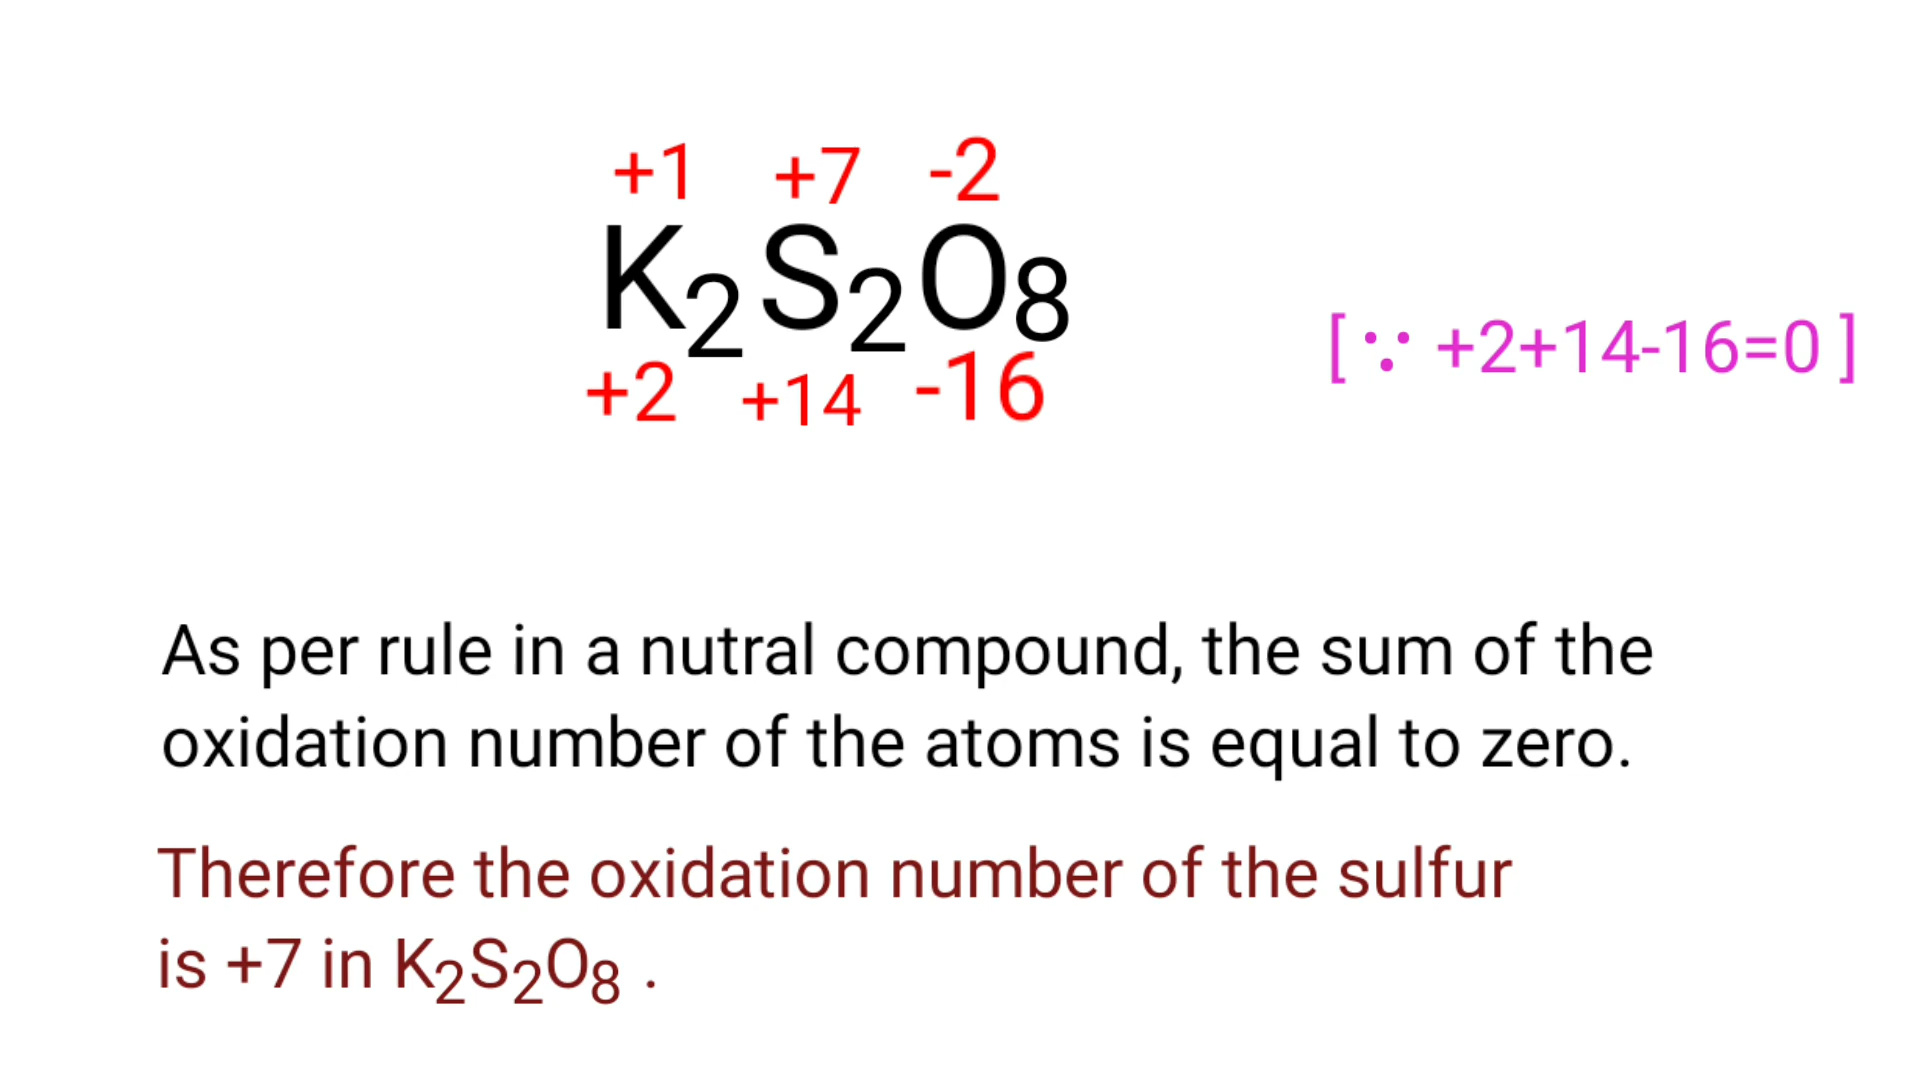 +1 +7 -2
K₂S₂O₈
+2 +14 -16
[ ∵ +2+14-16=0 ]
As per rule in a nutral compound, the sum of the
oxidation number of the atoms is equal to zero.
Therefore the oxidation number of the sulfur
is +7 in K₂S₂O₈ .